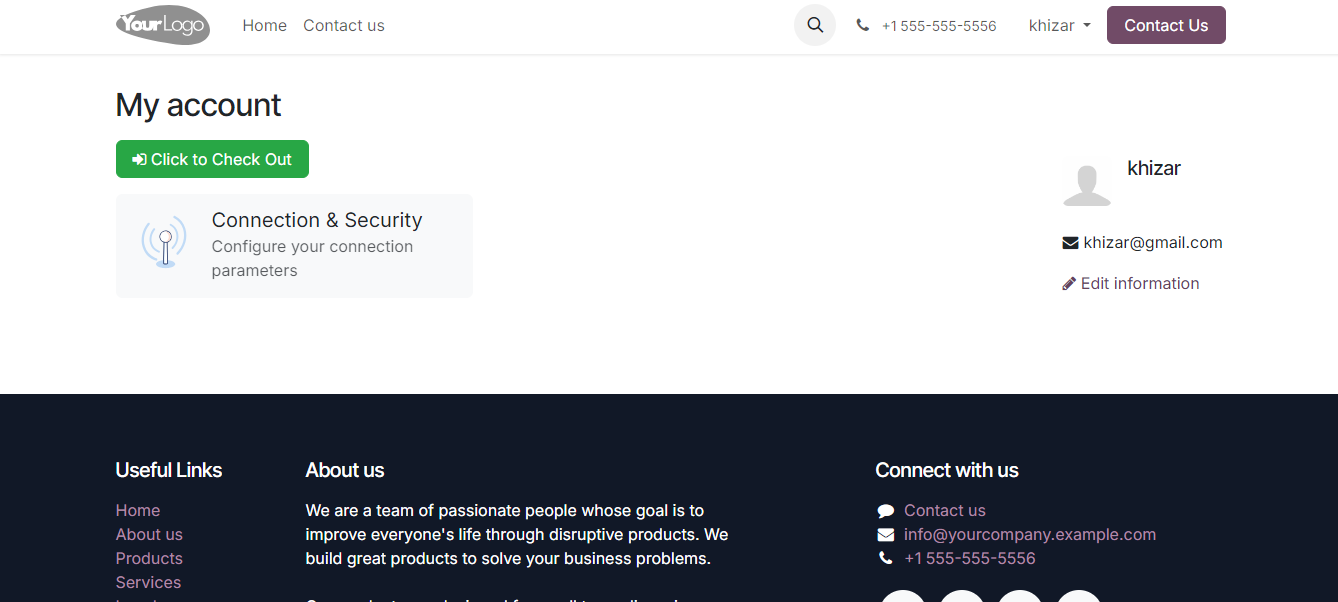 YourLogo
Home Contact us
+1 555-555-5556
khizar
Contact Us
My account
Click to Check Out
Connection & Security
Configure your connection
parameters
khizar
khizar@gmail.com
Edit information
Useful Links
Home
About us
Products
Services
About us
We are a team of passionate people whose goal is to
improve everyone's life through disruptive products. We
build great products to solve your business problems.
Connect with us
Contact us
info@yourcompany.example.com
+1 555-555-5556